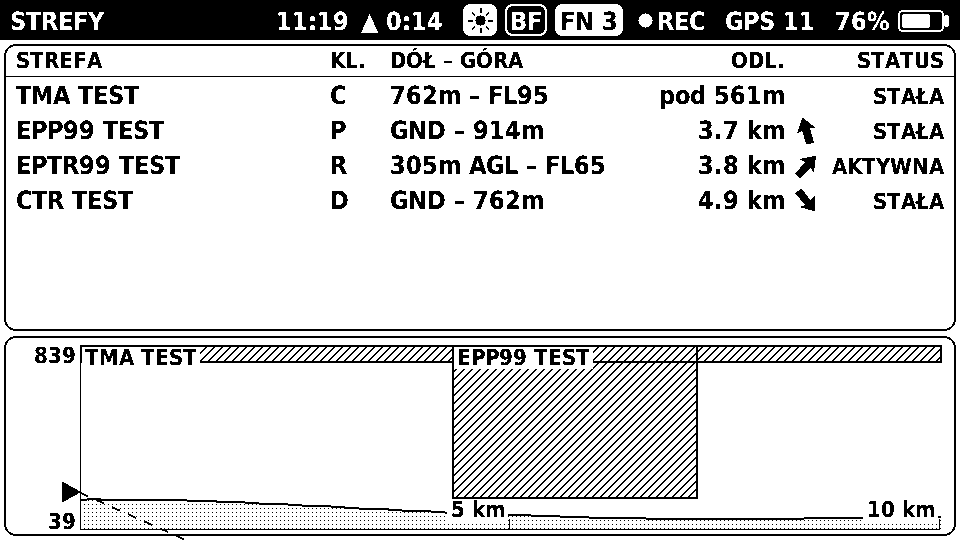 STREFY 11:19 ▲ 0:14 BF FN 3 ●REC GPS 11 76%
STREFA KL. DÓŁ – GÓRA ODL. STATUS
TMA TEST C 762m – FL95 pod 561m STAŁA
EPP99 TEST P GND – 914m 3.7 km STAŁA
EPTR99 TEST R 305m AGL – FL65 3.8 km AKTYWNA
CTR TEST D GND – 762m 4.9 km STAŁA
839 TMA TEST EPP99 TEST
5 km 10 km
39